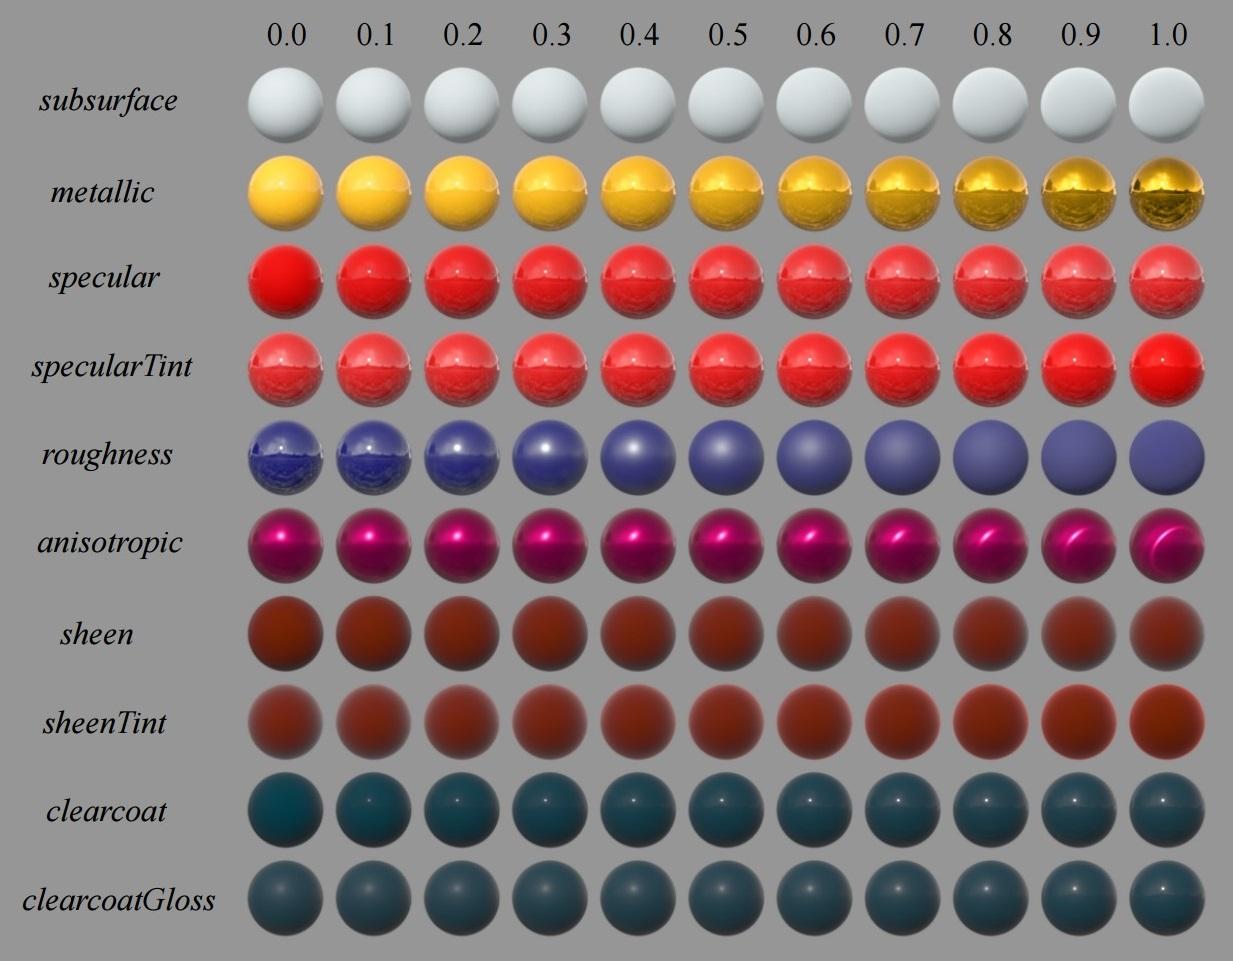 0.0 0.1 0.2 0.3 0.4 0.5 0.6 0.7 0.8 0.9 1.0
subsurface
metallic
specular
specularTint
roughness
anisotropic
sheen
sheenTint
clearcoat
clearcoatGloss